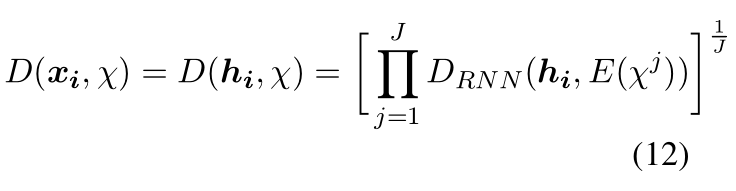 D(x_i, χ) = D(h_i, χ) = [∏_{j=1}^{J} D_{RNN}(h_i, E(χ^j))]^{1/J}
(12)